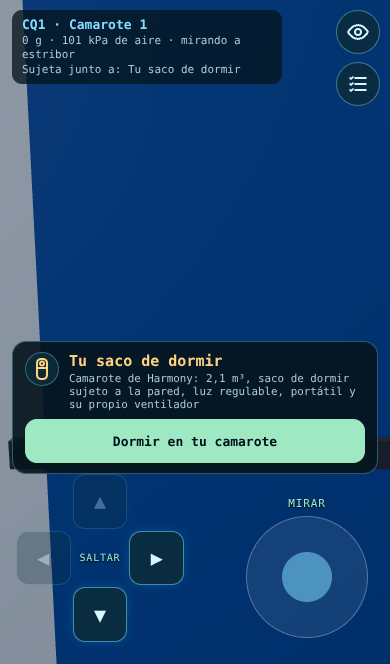 CQ1 · Camarote 1
0 g · 101 kPa de aire · mirando a
estribor
Sujeta junto a: Tu saco de dormir
Tu saco de dormir
Camarote de Harmony: 2,1 m³, saco de dormir
sujeto a la pared, luz regulable, portátil y
su propio ventilador
Dormir en tu camarote
MIRAR
SALTAR